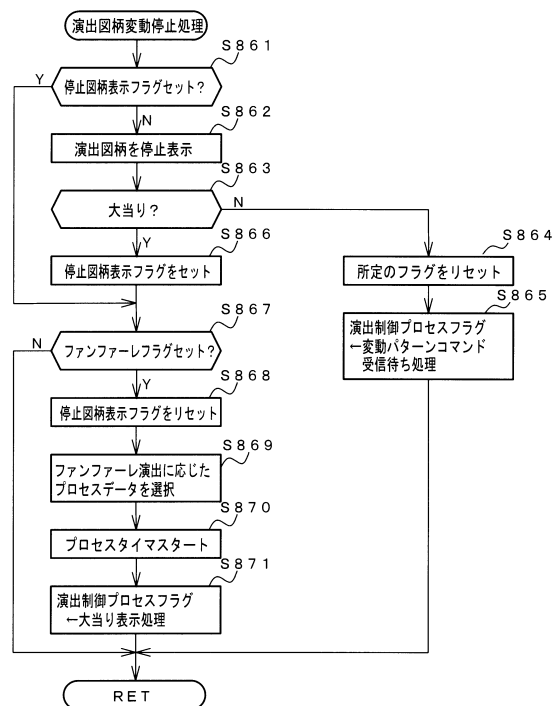 演出図柄変動停止処理
S861
Y
停止図柄表示フラグセット?
N
S862
演出図柄を停止表示
S863
大当り?
N
Y
S866
停止図柄表示フラグをセット
S864
所定のフラグをリセット
S865
演出制御プロセスフラグ
←変動パターンコマンド
受信待ち処理
S867
N
ファンファーレフラグセット?
Y
S868
停止図柄表示フラグをリセット
S869
ファンファーレ演出に応じた
プロセスデータを選択
S870
プロセスタイマスタート
S871
演出制御プロセスフラグ
←大当り表示処理
RET